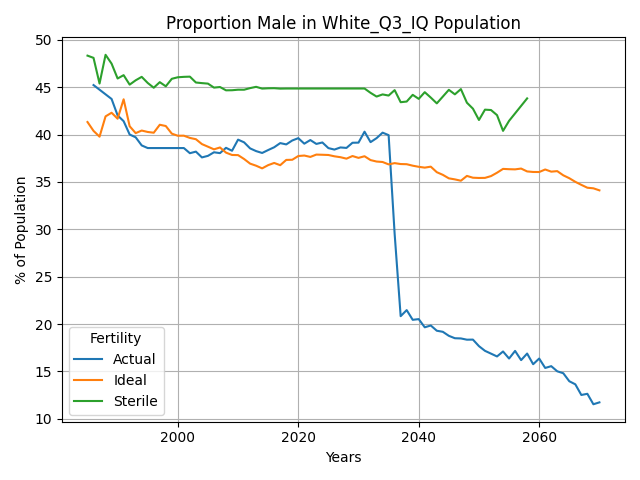 Proportion Male in White_Q3_IQ Population
% of Population
50
45
40
35
30
25
20
15
10
Fertility
Actual
Ideal
Sterile
2000
2020
2040
2060
Years